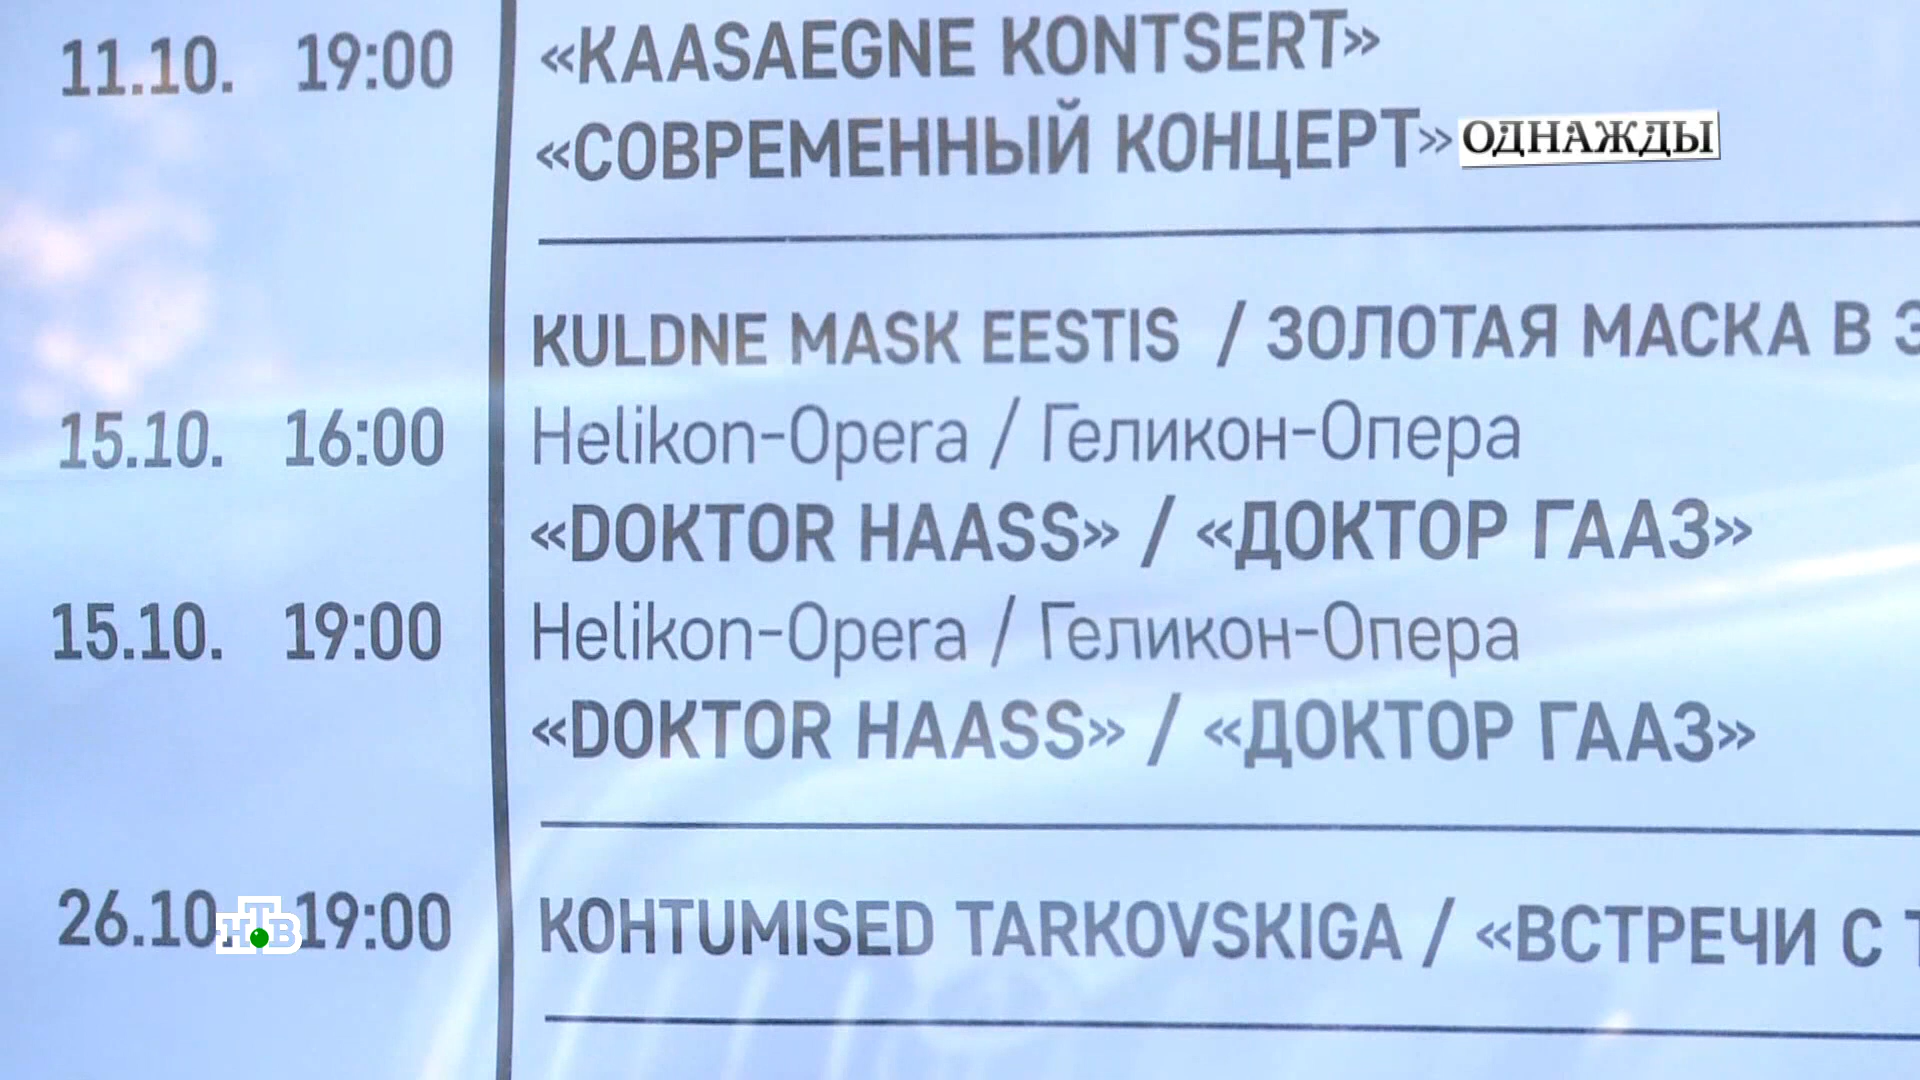 11.10. 19:00 «KAASAEGNE KONTSERT»
«СОВРЕМЕННЫЙ КОНЦЕРТ» ОДНАЖДЫ
KULDNE MASK EESTIS / ЗОЛОТАЯ МАСКА В
15.10. 16:00 Helikon-Opera / Геликон-Опера
«DOKTOR HAASS» / «ДОКТОР ГААЗ»
15.10. 19:00 Helikon-Opera / Геликон-Опера
«DOKTOR HAASS» / «ДОКТОР ГААЗ»
26.10. 19:00 KOHTUMISED TARKOVSKIGA / «ВСТРЕЧИ С
НТВ